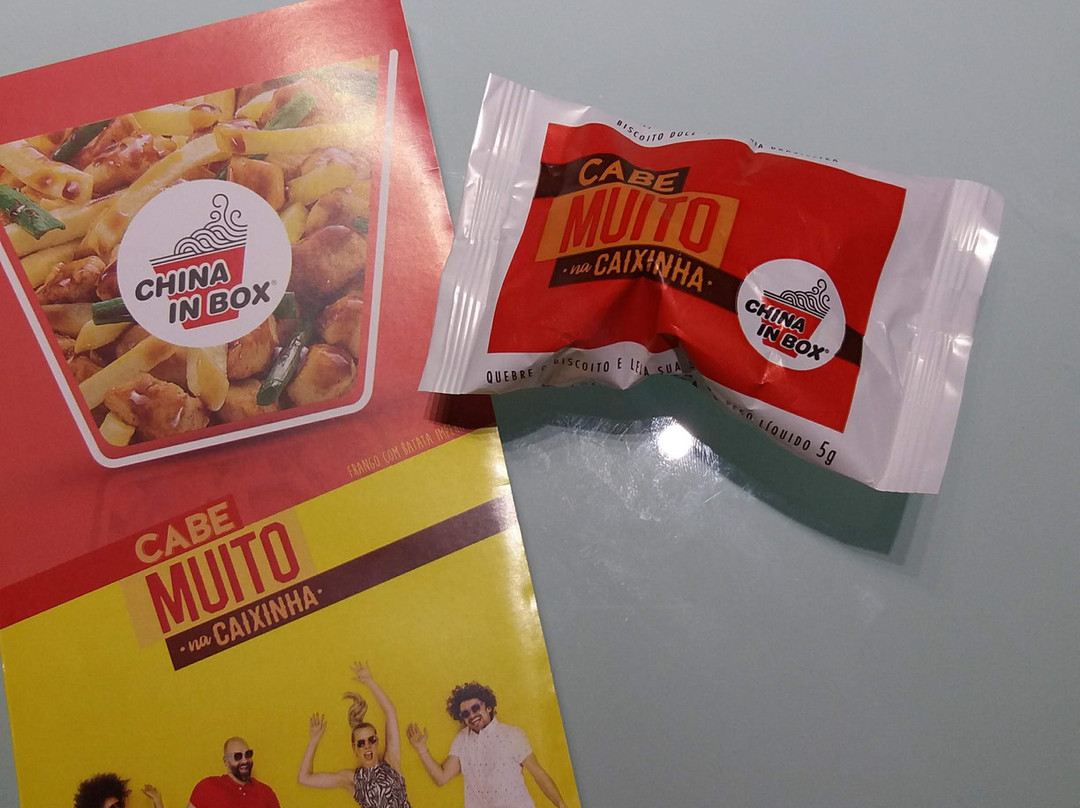 CHINA
IN BOX®
FRANGO COM BATATA
CABE
MUITO
·na CAIXINHA·
BISCOITO
CABE
MUITO
·na CAIXINHA·
CHINA
IN BOX®
QUEBRE O BISCOITO E LEIA SUA
PESO LÍQUIDO 5g